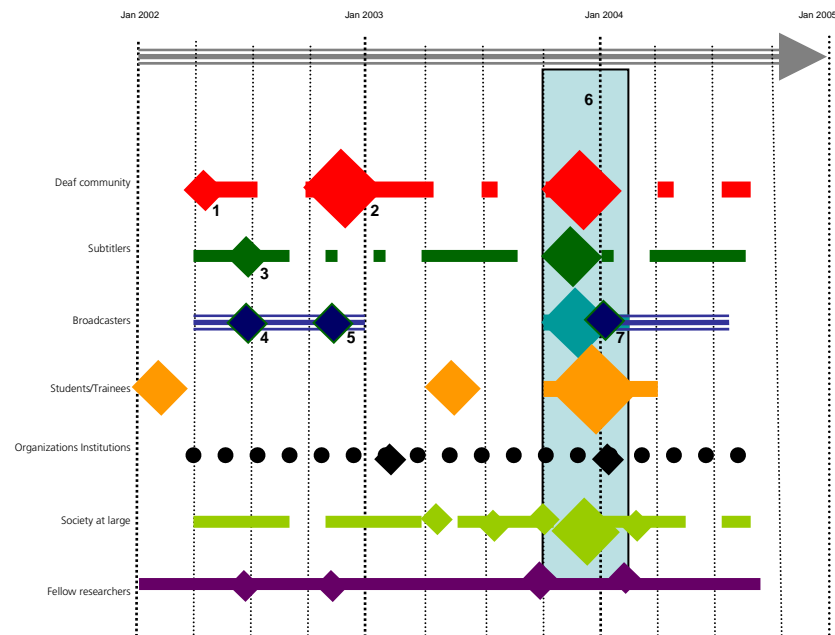 Jan 2002 Jan 2003 Jan 2004 Jan 2005
6
Deaf community
1 2
Subtitlers
3
Broadcasters
4 5 7
Students/Trainees
Organizations Institutions
Society at large
Fellow researchers